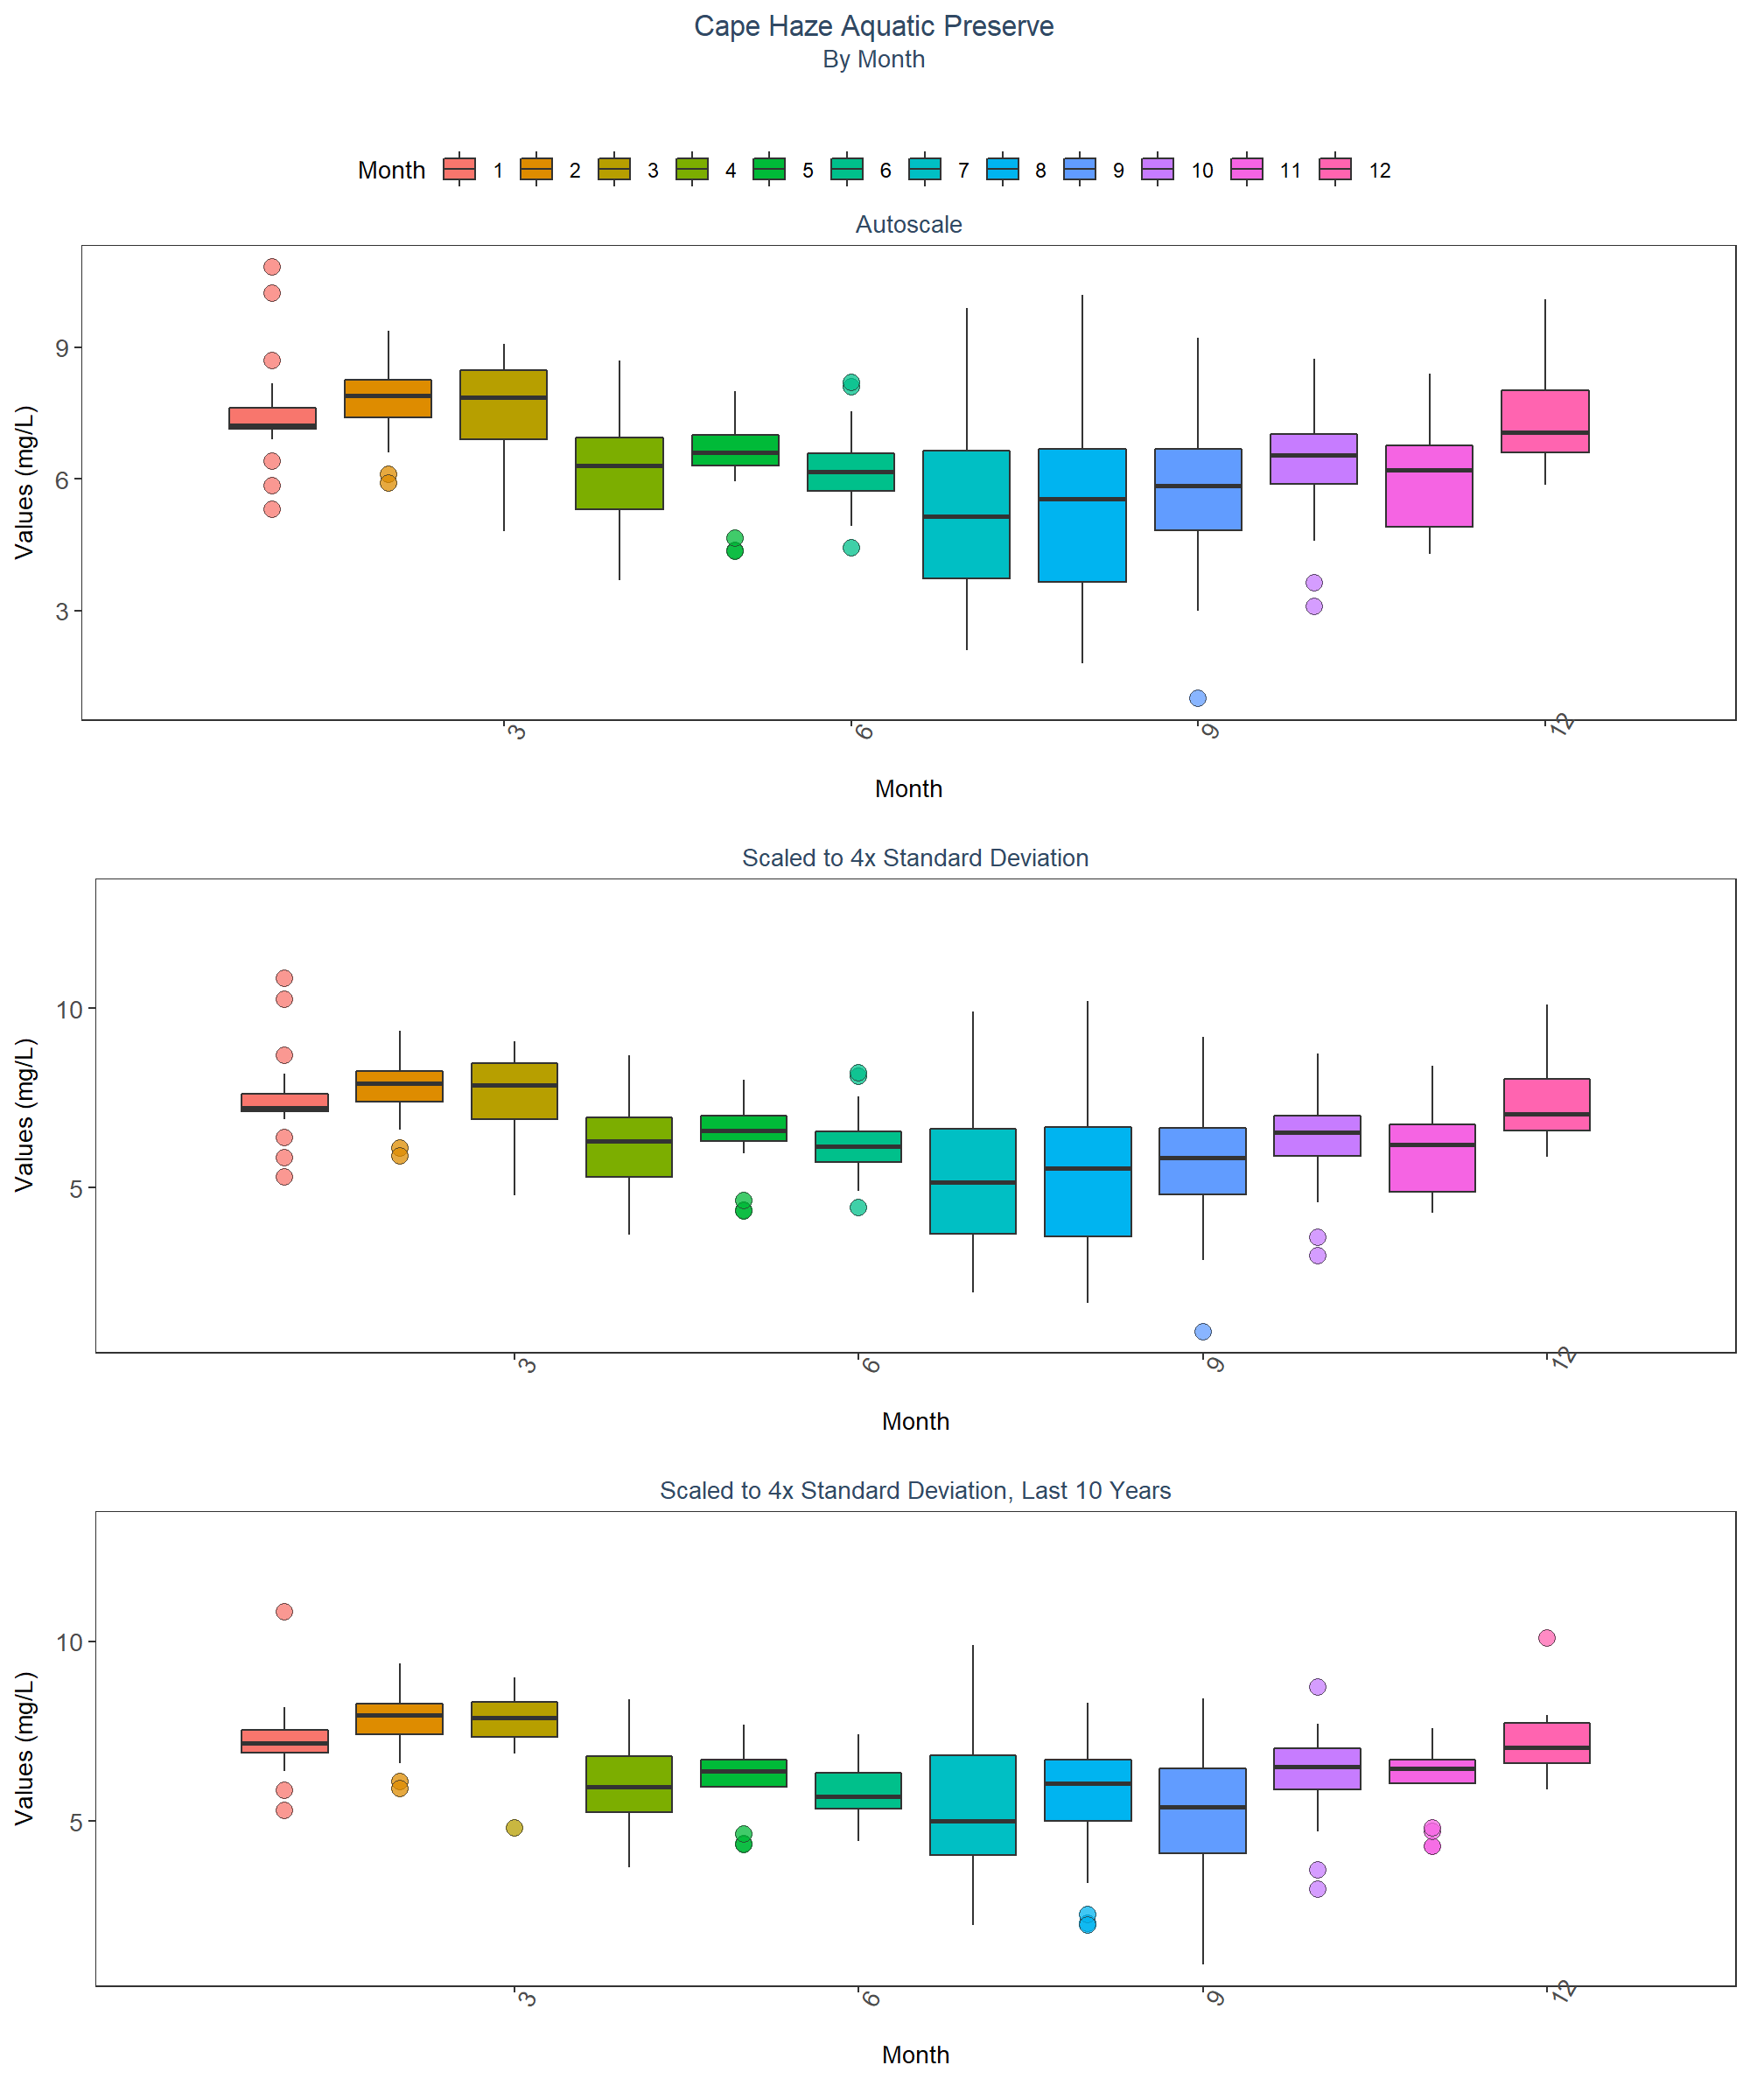 Cape Haze Aquatic Preserve
By Month
Month 1 2 3 4 5 6 7 8 9 10 11 12
Autoscale
Values (mg/L)
9
6
3
3 6 9 12
Month
Scaled to 4x Standard Deviation
Values (mg/L)
10
5
3 6 9 12
Month
Scaled to 4x Standard Deviation, Last 10 Years
Values (mg/L)
10
5
3 6 9 12
Month